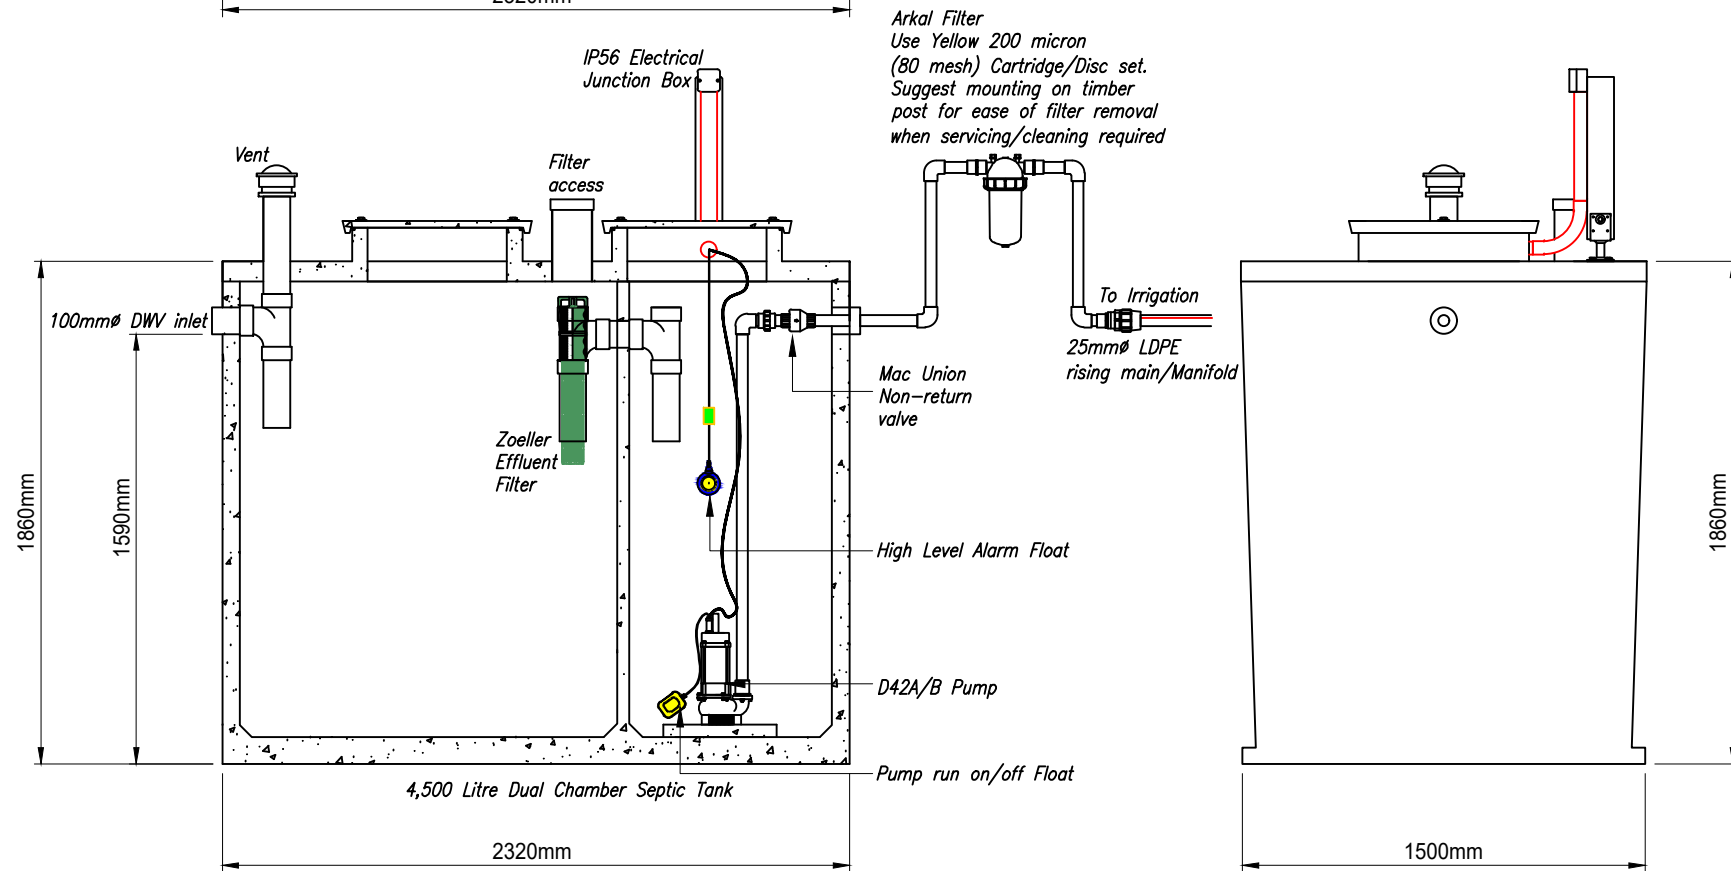 Arkal Filter
Use Yellow 200 micron
(80 mesh) Cartridge/Disc set.
Suggest mounting on timber
post for ease of filter removal
when servicing/cleaning required
IP56 Electrical
Junction Box
Vent
Filter
access
100mmø DWV inlet
To Irrigation
25mmø LDPE
rising main/Manifold
Mac Union
Non-return
valve
Zoeller
Effluent
Filter
1860mm
1590mm
1860mm
High Level Alarm Float
D42A/B Pump
Pump run on/off Float
4,500 Litre Dual Chamber Septic Tank
2320mm
1500mm